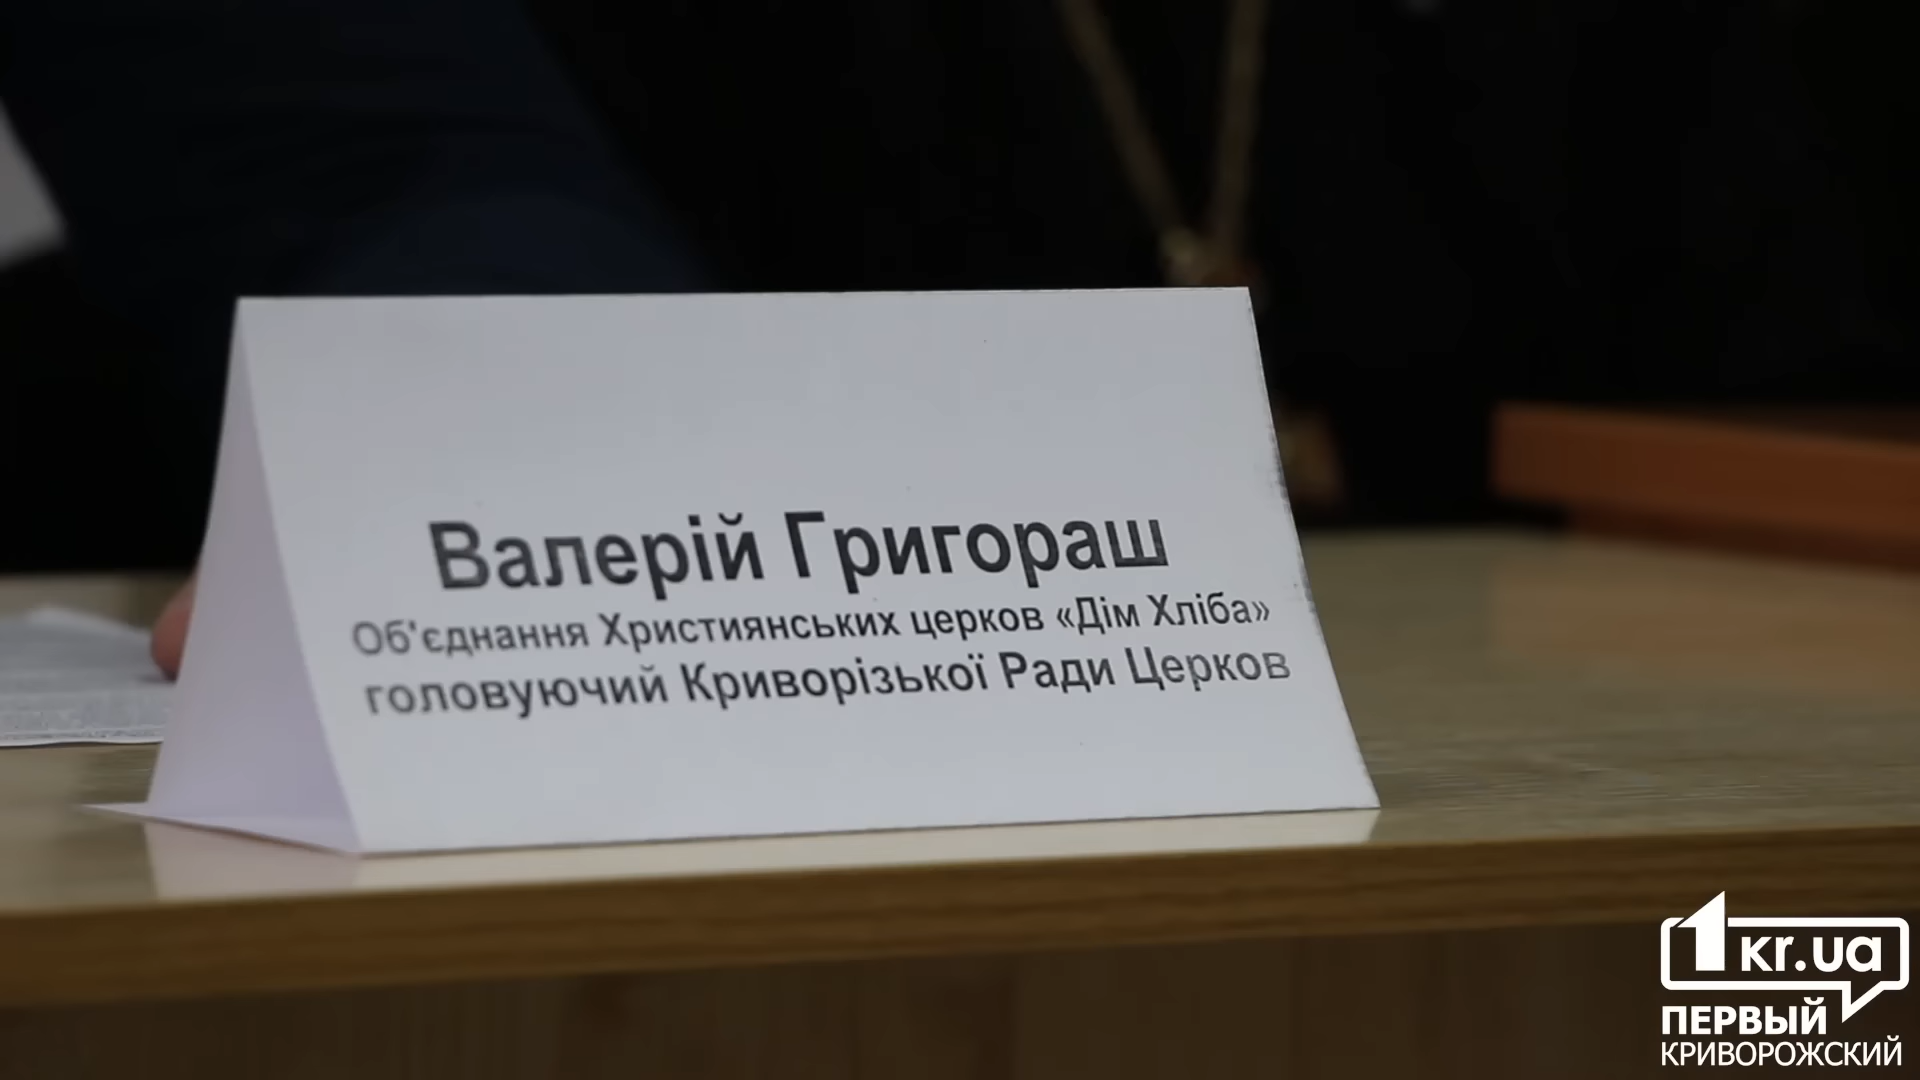 Валерій Григораш
Об'єднання Християнських церков «Дім Хліба»
головуючий Криворізької Ради Церков
1kr.ua
ПЕРВЫЙ
КРИВОРОЖСКИЙ